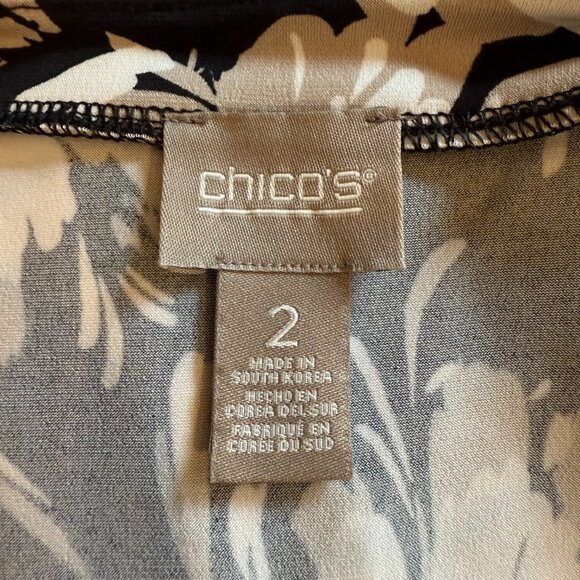 chico's®
2
MADE IN
SOUTH KOREA
HECHO EN
COREA DEL SUR
FABRIQUÉ EN
CORÉE DU SUD